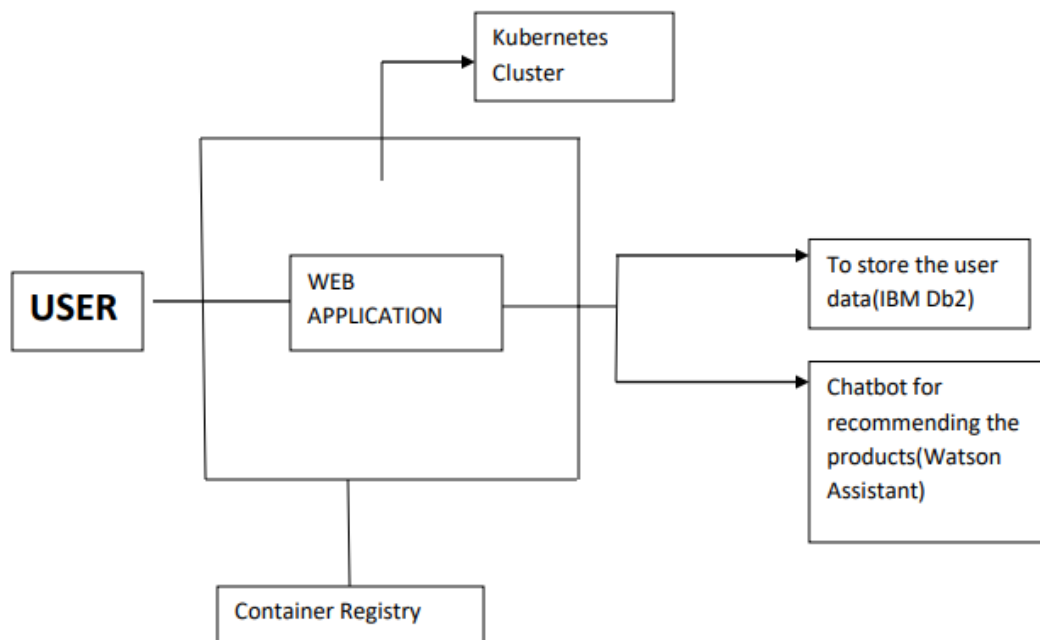 Kubernetes
Cluster
USER
WEB
APPLICATION
To store the user
data(IBM Db2)
Chatbot for
recommending the
products(Watson
Assistant)
Container Registry